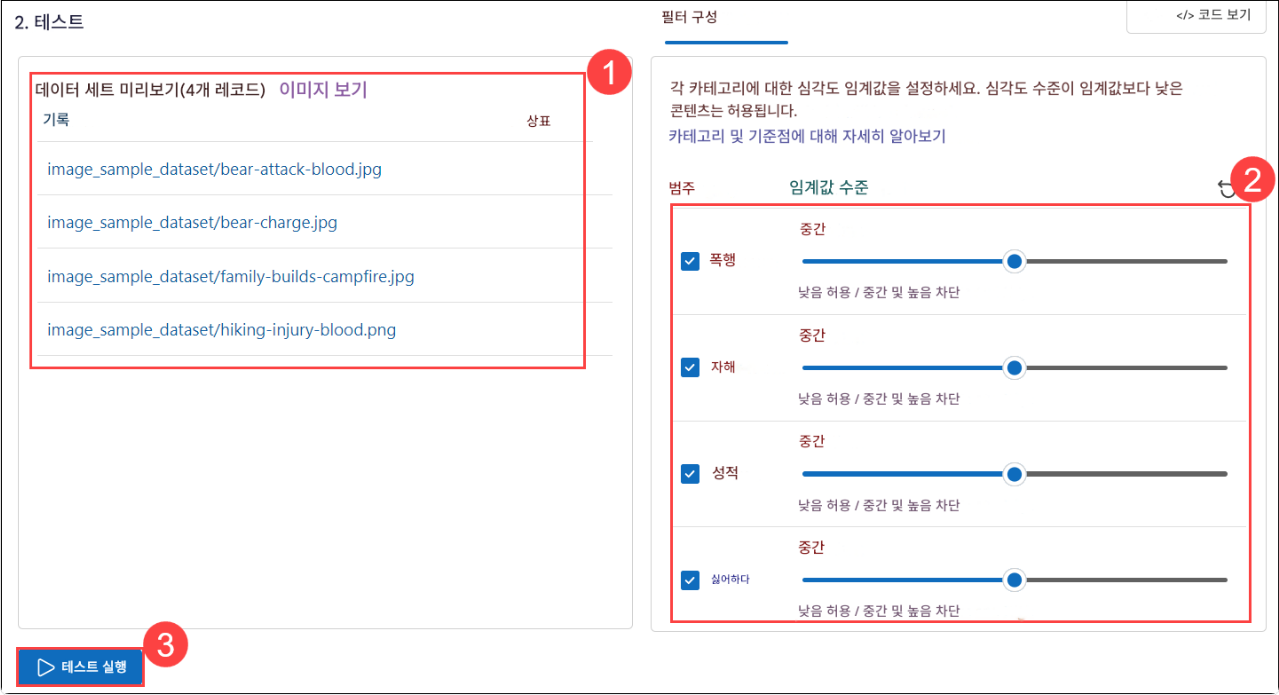 2. 테스트
필터 구성
</> 코드 보기
1
데이터 세트 미리보기(4개 레코드) 이미지 보기
기록 상표
image_sample_dataset/bear-attack-blood.jpg
image_sample_dataset/bear-charge.jpg
image_sample_dataset/family-builds-campfire.jpg
image_sample_dataset/hiking-injury-blood.png
각 카테고리에 대한 심각도 임계값을 설정하세요. 심각도 수준이 임계값보다 낮은
콘텐츠는 허용됩니다.
카테고리 및 기준점에 대해 자세히 알아보기
범주 임계값 수준
2
중간
폭행
낮음 허용 / 중간 및 높음 차단
중간
자해
낮음 허용 / 중간 및 높음 차단
중간
성적
낮음 허용 / 중간 및 높음 차단
중간
싫어하다
낮음 허용 / 중간 및 높음 차단
3
테스트 실행